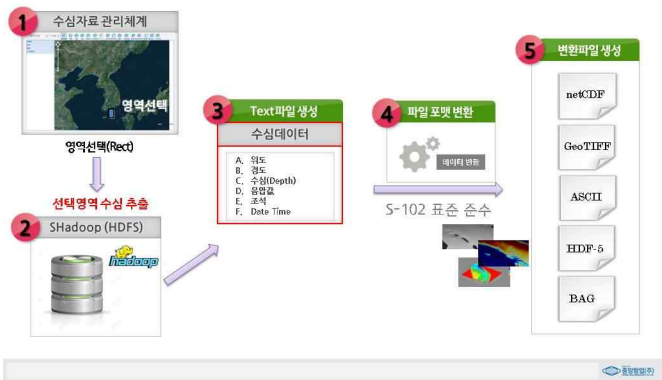 1
수심자료 관리체계
영역선택
영역선택(Rect)
선택영역 수심 추출
2
SHadoop (HDFS)
hadoop
3
Text파일 생성
수심데이터
A. 위도
B. 경도
C. 수심(Depth)
D. 음압값
E. 조석
F. Date Time
4
파일 포맷 변환
데이터 변환
S-102 표준 준수
5
변환파일 생성
netCDF
GeoTIFF
ASCII
HDF-5
BAG